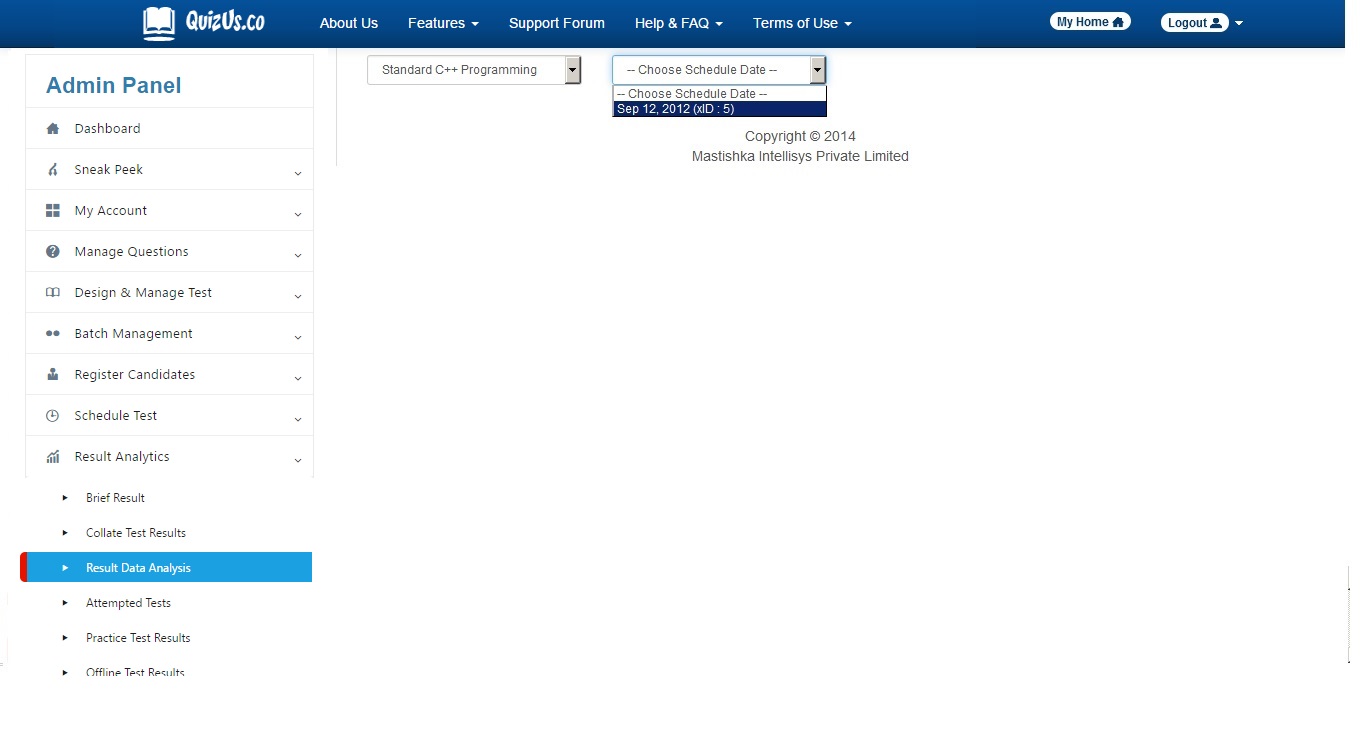 QuizUs.co
About Us
Features
Support Forum
Help & FAQ
Terms of Use
My Home
Logout
Admin Panel
Dashboard
Sneak Peek
My Account
Manage Questions
Design & Manage Test
Batch Management
Register Candidates
Schedule Test
Result Analytics
Brief Result
Collate Test Results
Result Data Analysis
Attempted Tests
Practice Test Results
Offline Test Results
Standard C++ Programming
-- Choose Schedule Date --
-- Choose Schedule Date --
Sep 12, 2012 (xID : 5)
Copyright © 2014
Mastishka Intellisys Private Limited